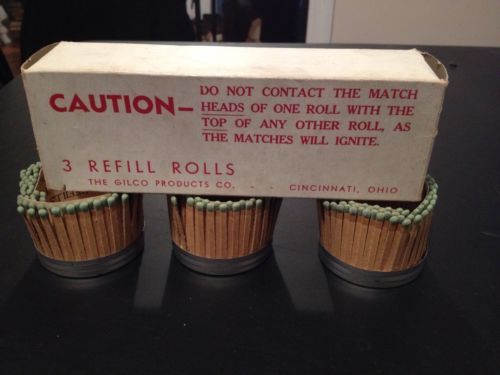 CAUTION—
DO NOT CONTACT THE MATCH
HEADS OF ONE ROLL WITH THE
TOP OF ANY OTHER ROLL, AS
THE MATCHES WILL IGNITE.
3 REFILL ROLLS
THE GILCO PRODUCTS CO. - - CINCINNATI, OHIO